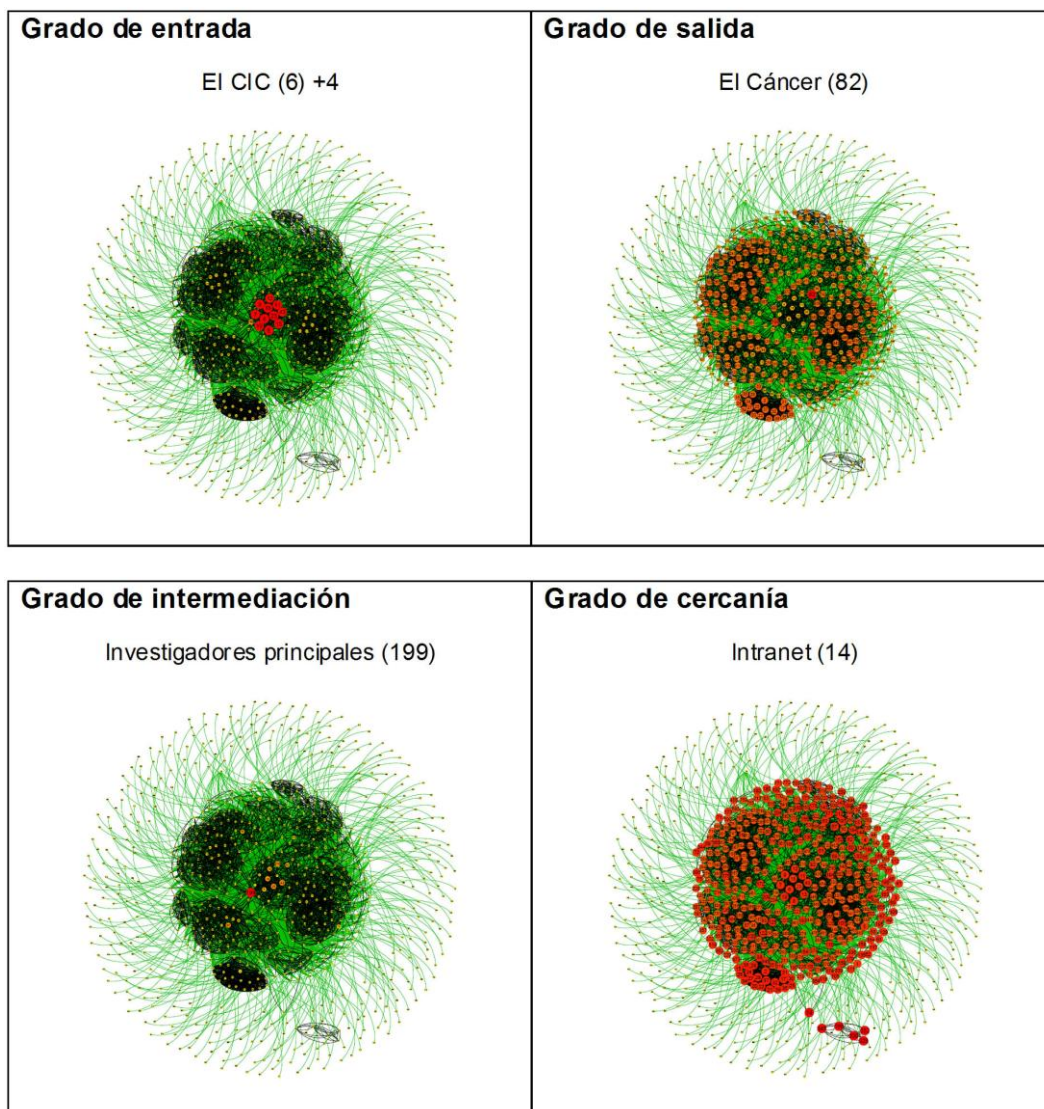 Grado de entrada
El CIC (6) +4
Grado de salida
El Cáncer (82)
Grado de intermediación
Investigadores principales (199)
Grado de cercanía
Intranet (14)